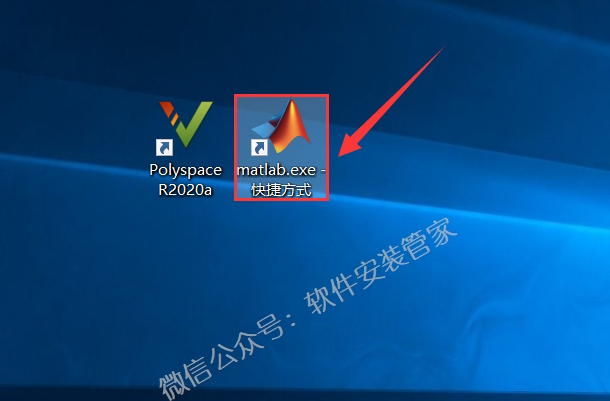 Polyspace
R2020a
matlab.exe -
快捷方式
微信公众号：软件安装管家